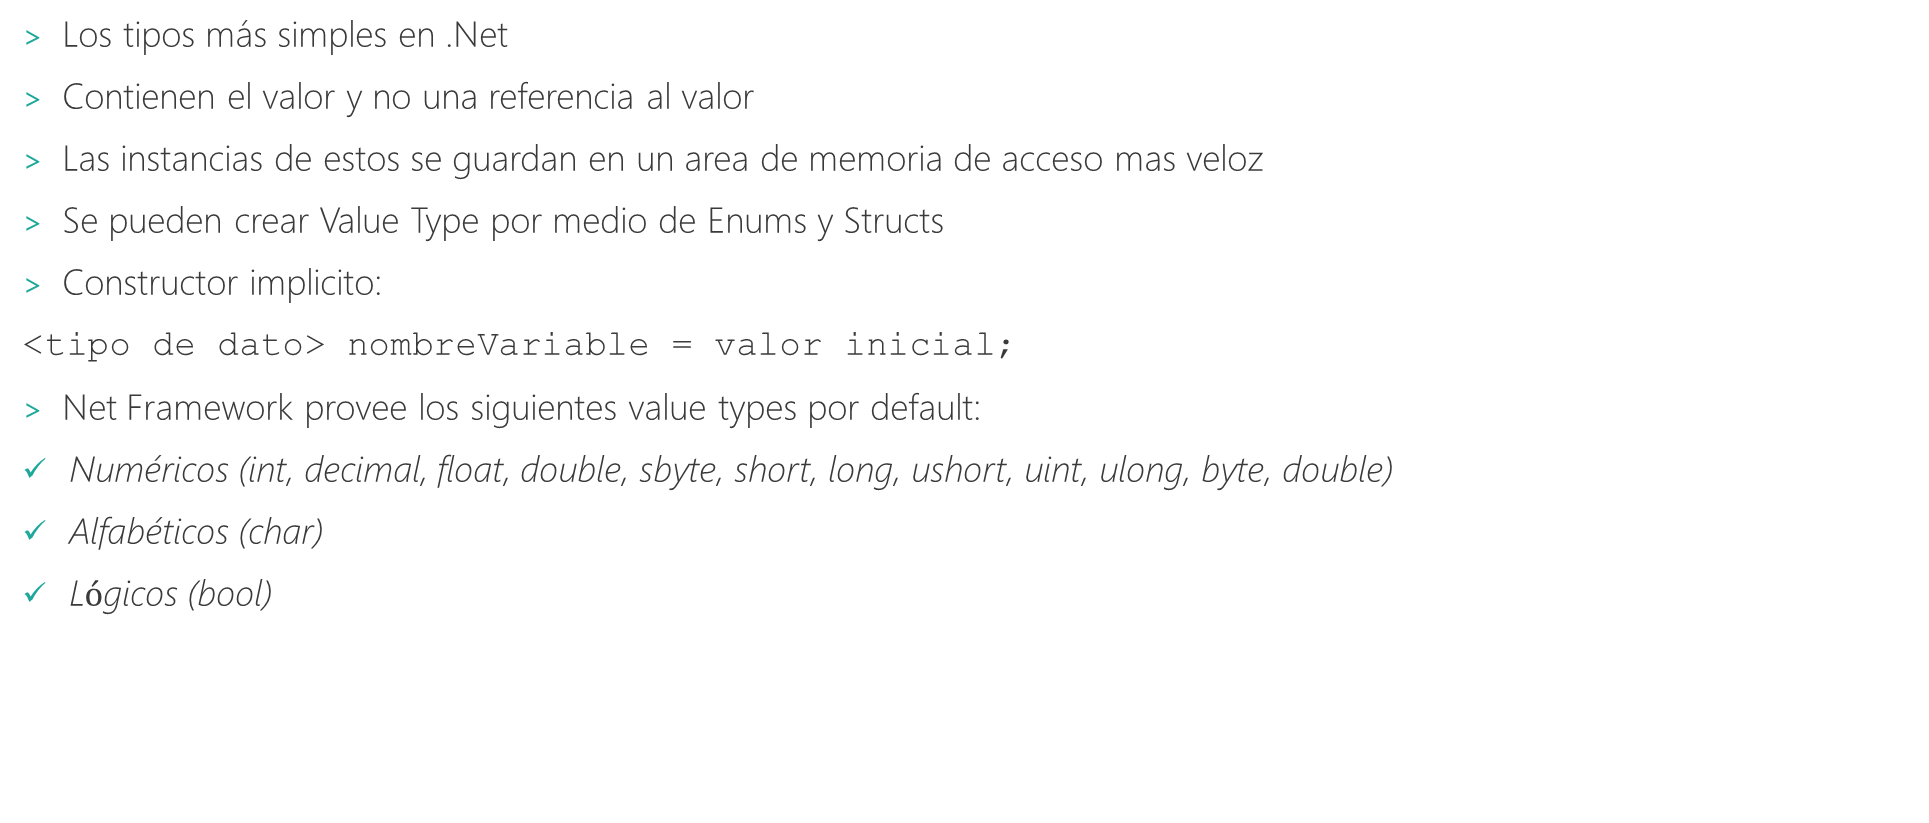 > Los tipos más simples en .Net
> Contienen el valor y no una referencia al valor
> Las instancias de estos se guardan en un area de memoria de acceso mas veloz
> Se pueden crear Value Type por medio de Enums y Structs
> Constructor implicito:
<tipo de dato> nombreVariable = valor inicial;
> Net Framework provee los siguientes value types por default:
✓ Numéricos (int, decimal, float, double, sbyte, short, long, ushort, uint, ulong, byte, double)
✓ Alfabéticos (char)
✓ Lógicos (bool)